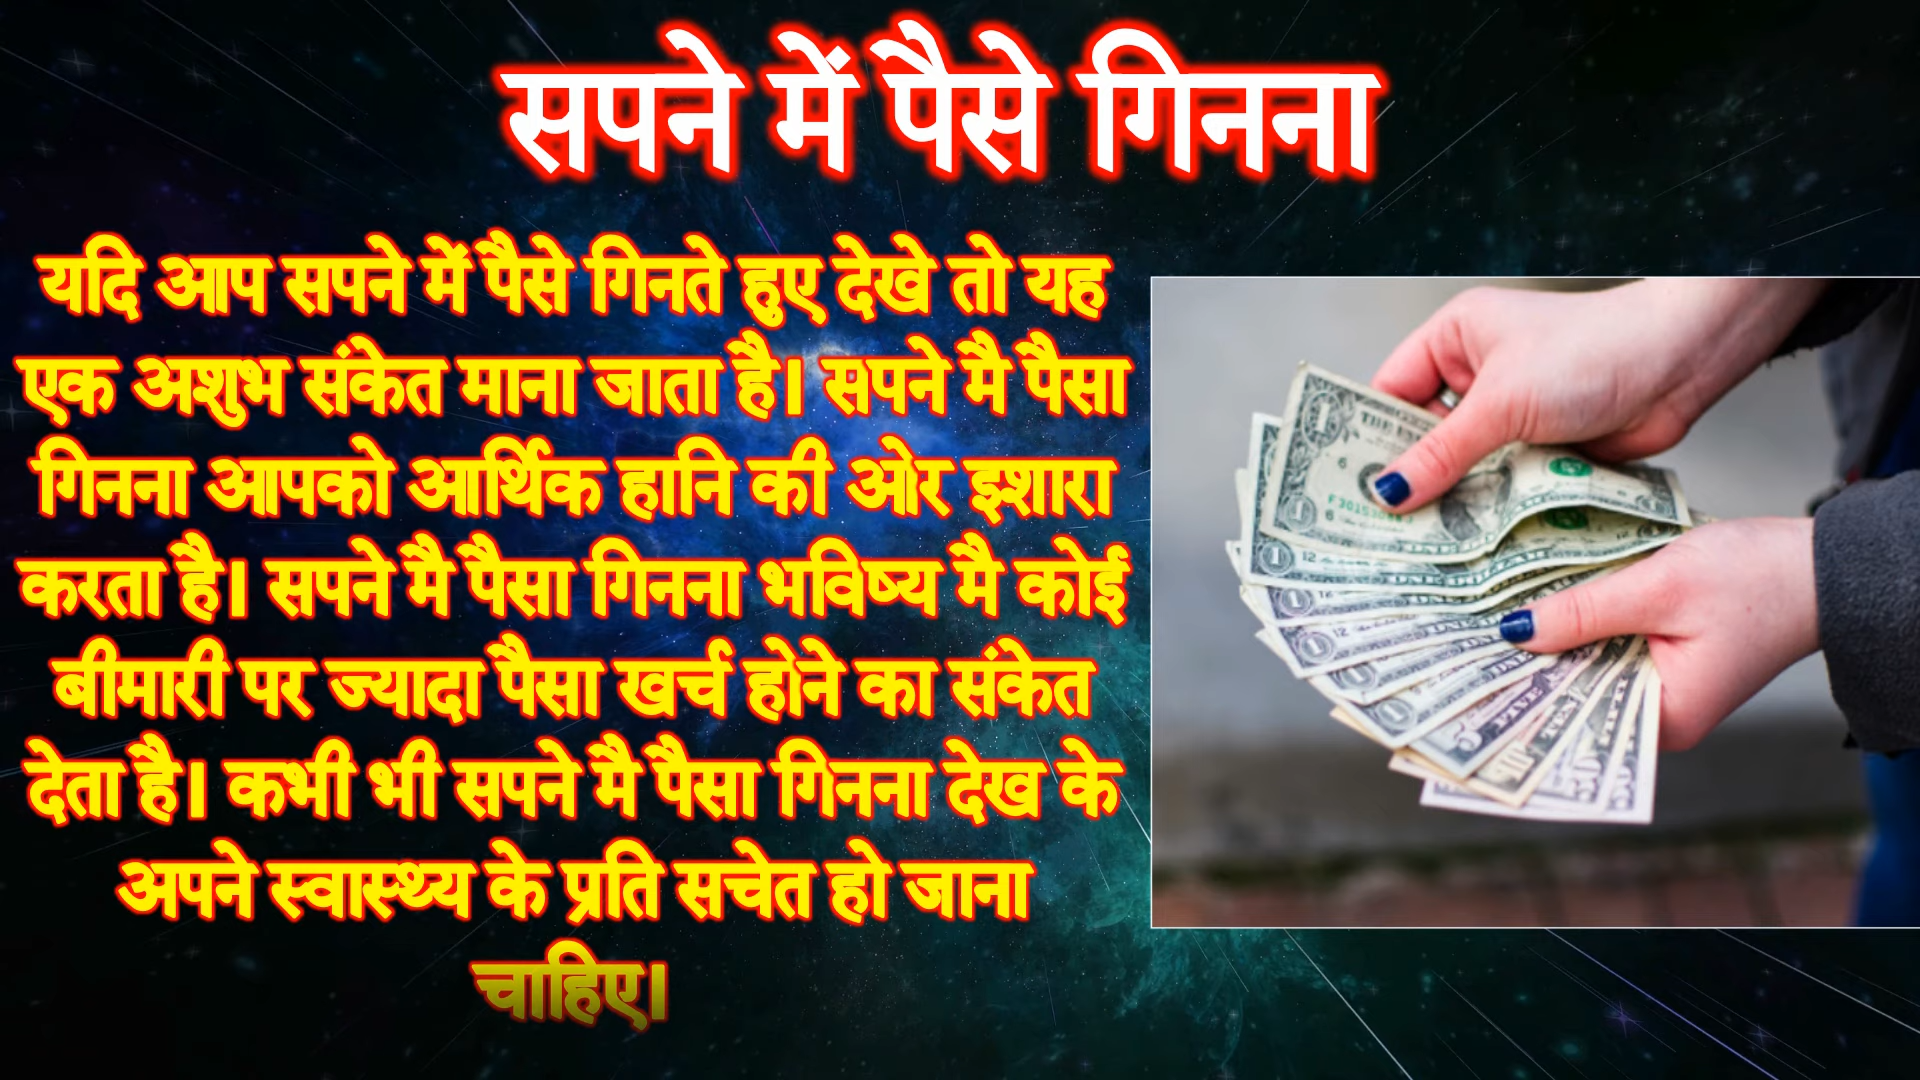 सपने में पैसे गिनना
यदि आप सपने में पैसे गिनते हुए देखे तो यह
एक अशुभ संकेत माना जाता है। सपने मै पैसा
गिनना आपको आर्थिक हानि की ओर इशारा
करता है। सपने मै पैसा गिनना भविष्य मै कोई
बीमारी पर ज्यादा पैसा खर्च होने का संकेत
देता है। कभी भी सपने मै पैसा गिनना देख के
अपने स्वास्थ्य के प्रति सचेत हो जाना
चाहिए।